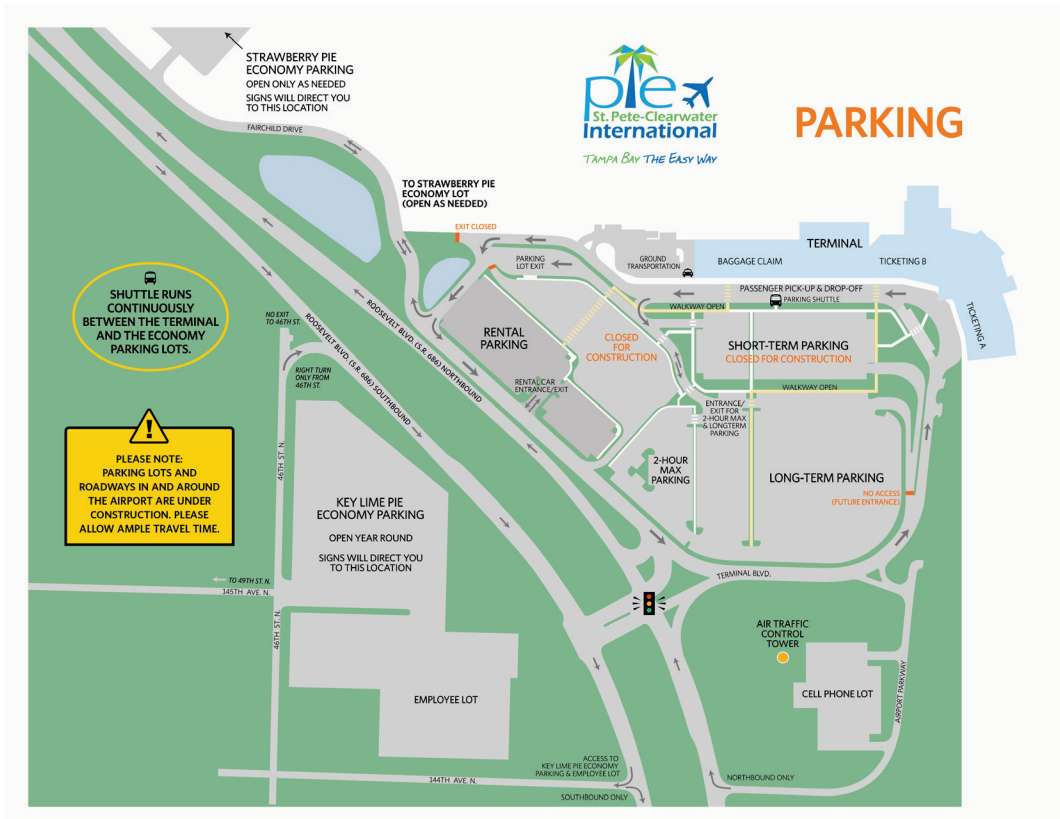 STRAWBERRY PIE
ECONOMY PARKING
OPEN ONLY AS NEEDED
SIGNS WILL DIRECT YOU
TO THIS LOCATION
pie
St. Pete-Clearwater
International
TAMPA BAY THE EASY WAY
PARKING
FAIRCHILD DRIVE
TO STRAWBERRY PIE
ECONOMY LOT
(OPEN AS NEEDED)
EXIT CLOSED
PARKING
LOT EXIT
GROUND
TRANSPORTATION
TERMINAL
BAGGAGE CLAIM
TICKETING B
TICKETING A
PASSENGER PICK-UP & DROP-OFF
PARKING SHUTTLE
WALKWAY OPEN
SHUTTLE RUNS
CONTINUOUSLY
BETWEEN THE TERMINAL
AND THE ECONOMY
PARKING LOTS.
NO EXIT
TO 46TH ST.
ROOSEVELT BLVD. (S.R. 686) NORTHBOUND
ROOSEVELT BLVD. (S.R. 686) SOUTHBOUND
RENTAL
PARKING
CLOSED
FOR
CONSTRUCTION
SHORT-TERM PARKING
CLOSED FOR CONSTRUCTION
RIGHT TURN
ONLY FROM
46TH ST.
RENTAL CAR
ENTRANCE/EXIT
WALKWAY OPEN
ENTRANCE/
EXIT FOR
2-HOUR MAX
& LONGTERM
PARKING
!
PLEASE NOTE:
PARKING LOTS AND
ROADWAYS IN AND AROUND
THE AIRPORT ARE UNDER
CONSTRUCTION. PLEASE
ALLOW AMPLE TRAVEL TIME.
46TH ST. N.
2-HOUR
MAX
PARKING
LONG-TERM PARKING
NO ACCESS
(FUTURE ENTRANCE)
KEY LIME PIE
ECONOMY PARKING
OPEN YEAR ROUND
SIGNS WILL DIRECT YOU
TO THIS LOCATION
TO 49TH ST. N.
145TH AVE. N.
TERMINAL BLVD.
46TH ST. N.
AIR TRAFFIC
CONTROL
TOWER
EMPLOYEE LOT
CELL PHONE LOT
AIRPORT PARKWAY
ACCESS TO
KEY LIME PIE ECONOMY
PARKING & EMPLOYEE LOT
144TH AVE. N.
NORTHBOUND ONLY
SOUTHBOUND ONLY